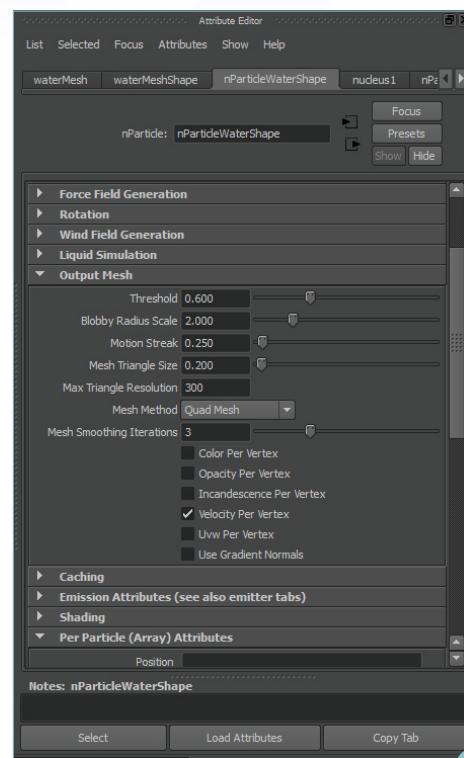 Attribute Editor
List Selected Focus Attributes Show Help
waterMesh waterMeshShape nParticleWaterShape nucleus1 nPa
Focus
nParticle: nParticleWaterShape Presets
Show Hide
Force Field Generation
Rotation
Wind Field Generation
Liquid Simulation
Output Mesh
Threshold 0.600
Blobby Radius Scale 2.000
Motion Streak 0.250
Mesh Triangle Size 0.200
Max Triangle Resolution 300
Mesh Method Quad Mesh
Mesh Smoothing Iterations 3
Color Per Vertex
Opacity Per Vertex
Incandescence Per Vertex
Velocity Per Vertex
Uvw Per Vertex
Use Gradient Normals
Caching
Emission Attributes (see also emitter tabs)
Shading
Per Particle (Array) Attributes
Position
Notes: nParticleWaterShape
Select Load Attributes Copy Tab